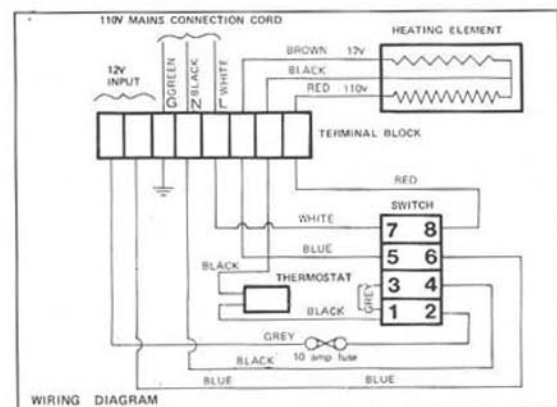 110V MAINS CONNECTION CORD
HEATING ELEMENT
12V
INPUT
GREEN
BLACK
WHITE
G N L
BROWN 12v
BLACK
RED 110v
TERMINAL BLOCK
RED
SWITCH
WHITE
7 8
BLUE
5 6
BLACK
THERMOSTAT
GREY
3 4
BLACK
1 2
GREY
10 amp fuse
BLACK
BLUE BLUE
WIRING DIAGRAM